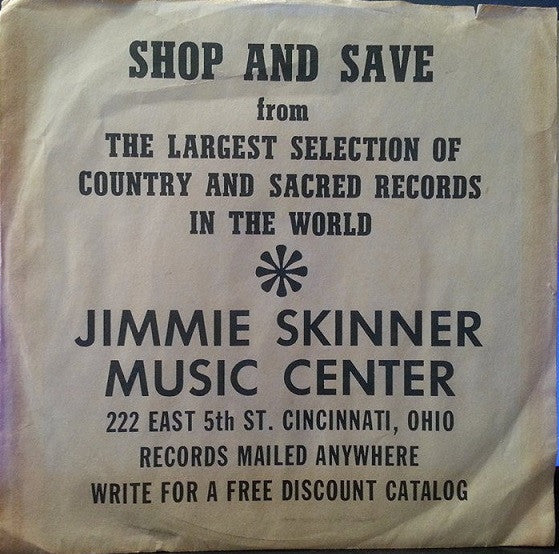 SHOP AND SAVE
from
THE LARGEST SELECTION OF
COUNTRY AND SACRED RECORDS
IN THE WORLD
JIMMIE SKINNER
MUSIC CENTER
222 EAST 5th ST. CINCINNATI, OHIO
RECORDS MAILED ANYWHERE
WRITE FOR A FREE DISCOUNT CATALOG